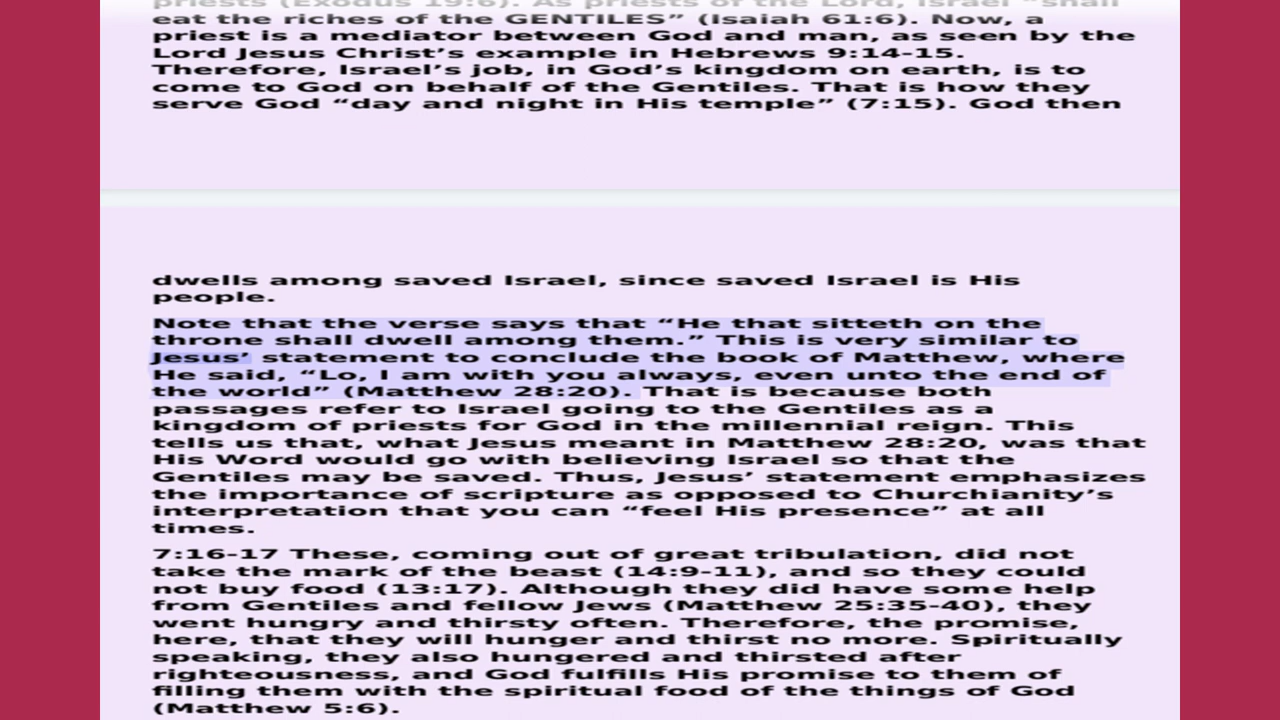 priests (Exodus 19:6). As priests of the Lord, Israel “shall
eat the riches of the GENTILES” (Isaiah 61:6). Now, a
priest is a mediator between God and man, as seen by the
Lord Jesus Christ’s example in Hebrews 9:14-15.
Therefore, Israel’s job, in God’s kingdom on earth, is to
come to God on behalf of the Gentiles. That is how they
serve God “day and night in His temple” (7:15). God then
dwells among saved Israel, since saved Israel is His
people.
Note that the verse says that “He that sitteth on the
throne shall dwell among them.” This is very similar to
Jesus’ statement to conclude the book of Matthew, where
He said, “Lo, I am with you always, even unto the end of
the world” (Matthew 28:20). That is because both
passages refer to Israel going to the Gentiles as a
kingdom of priests for God in the millennial reign. This
tells us that, what Jesus meant in Matthew 28:20, was that
His Word would go with believing Israel so that the
Gentiles may be saved. Thus, Jesus’ statement emphasizes
the importance of scripture as opposed to Churchianity’s
interpretation that you can “feel His presence” at all
times.
7:16-17 These, coming out of great tribulation, did not
take the mark of the beast (14:9-11), and so they could
not buy food (13:17). Although they did have some help
from Gentiles and fellow Jews (Matthew 25:35-40), they
went hungry and thirsty often. Therefore, the promise,
here, that they will hunger and thirst no more. Spiritually
speaking, they also hungered and thirsted after
righteousness, and God fulfills His promise to them of
filling them with the spiritual food of the things of God
(Matthew 5:6).